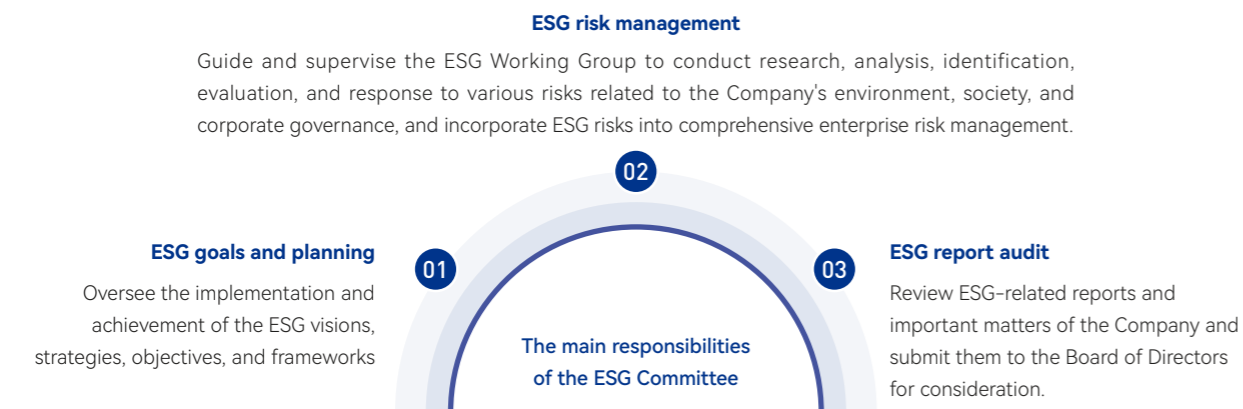 ESG risk management
Guide and supervise the ESG Working Group to conduct research, analysis, identification,
evaluation, and response to various risks related to the Company's environment, society, and
corporate governance, and incorporate ESG risks into comprehensive enterprise risk management.
02
ESG goals and planning
01
Oversee the implementation and
achievement of the ESG visions,
strategies, objectives, and frameworks
03
ESG report audit
Review ESG-related reports and
important matters of the Company and
submit them to the Board of Directors
for consideration.
The main responsibilities
of the ESG Committee